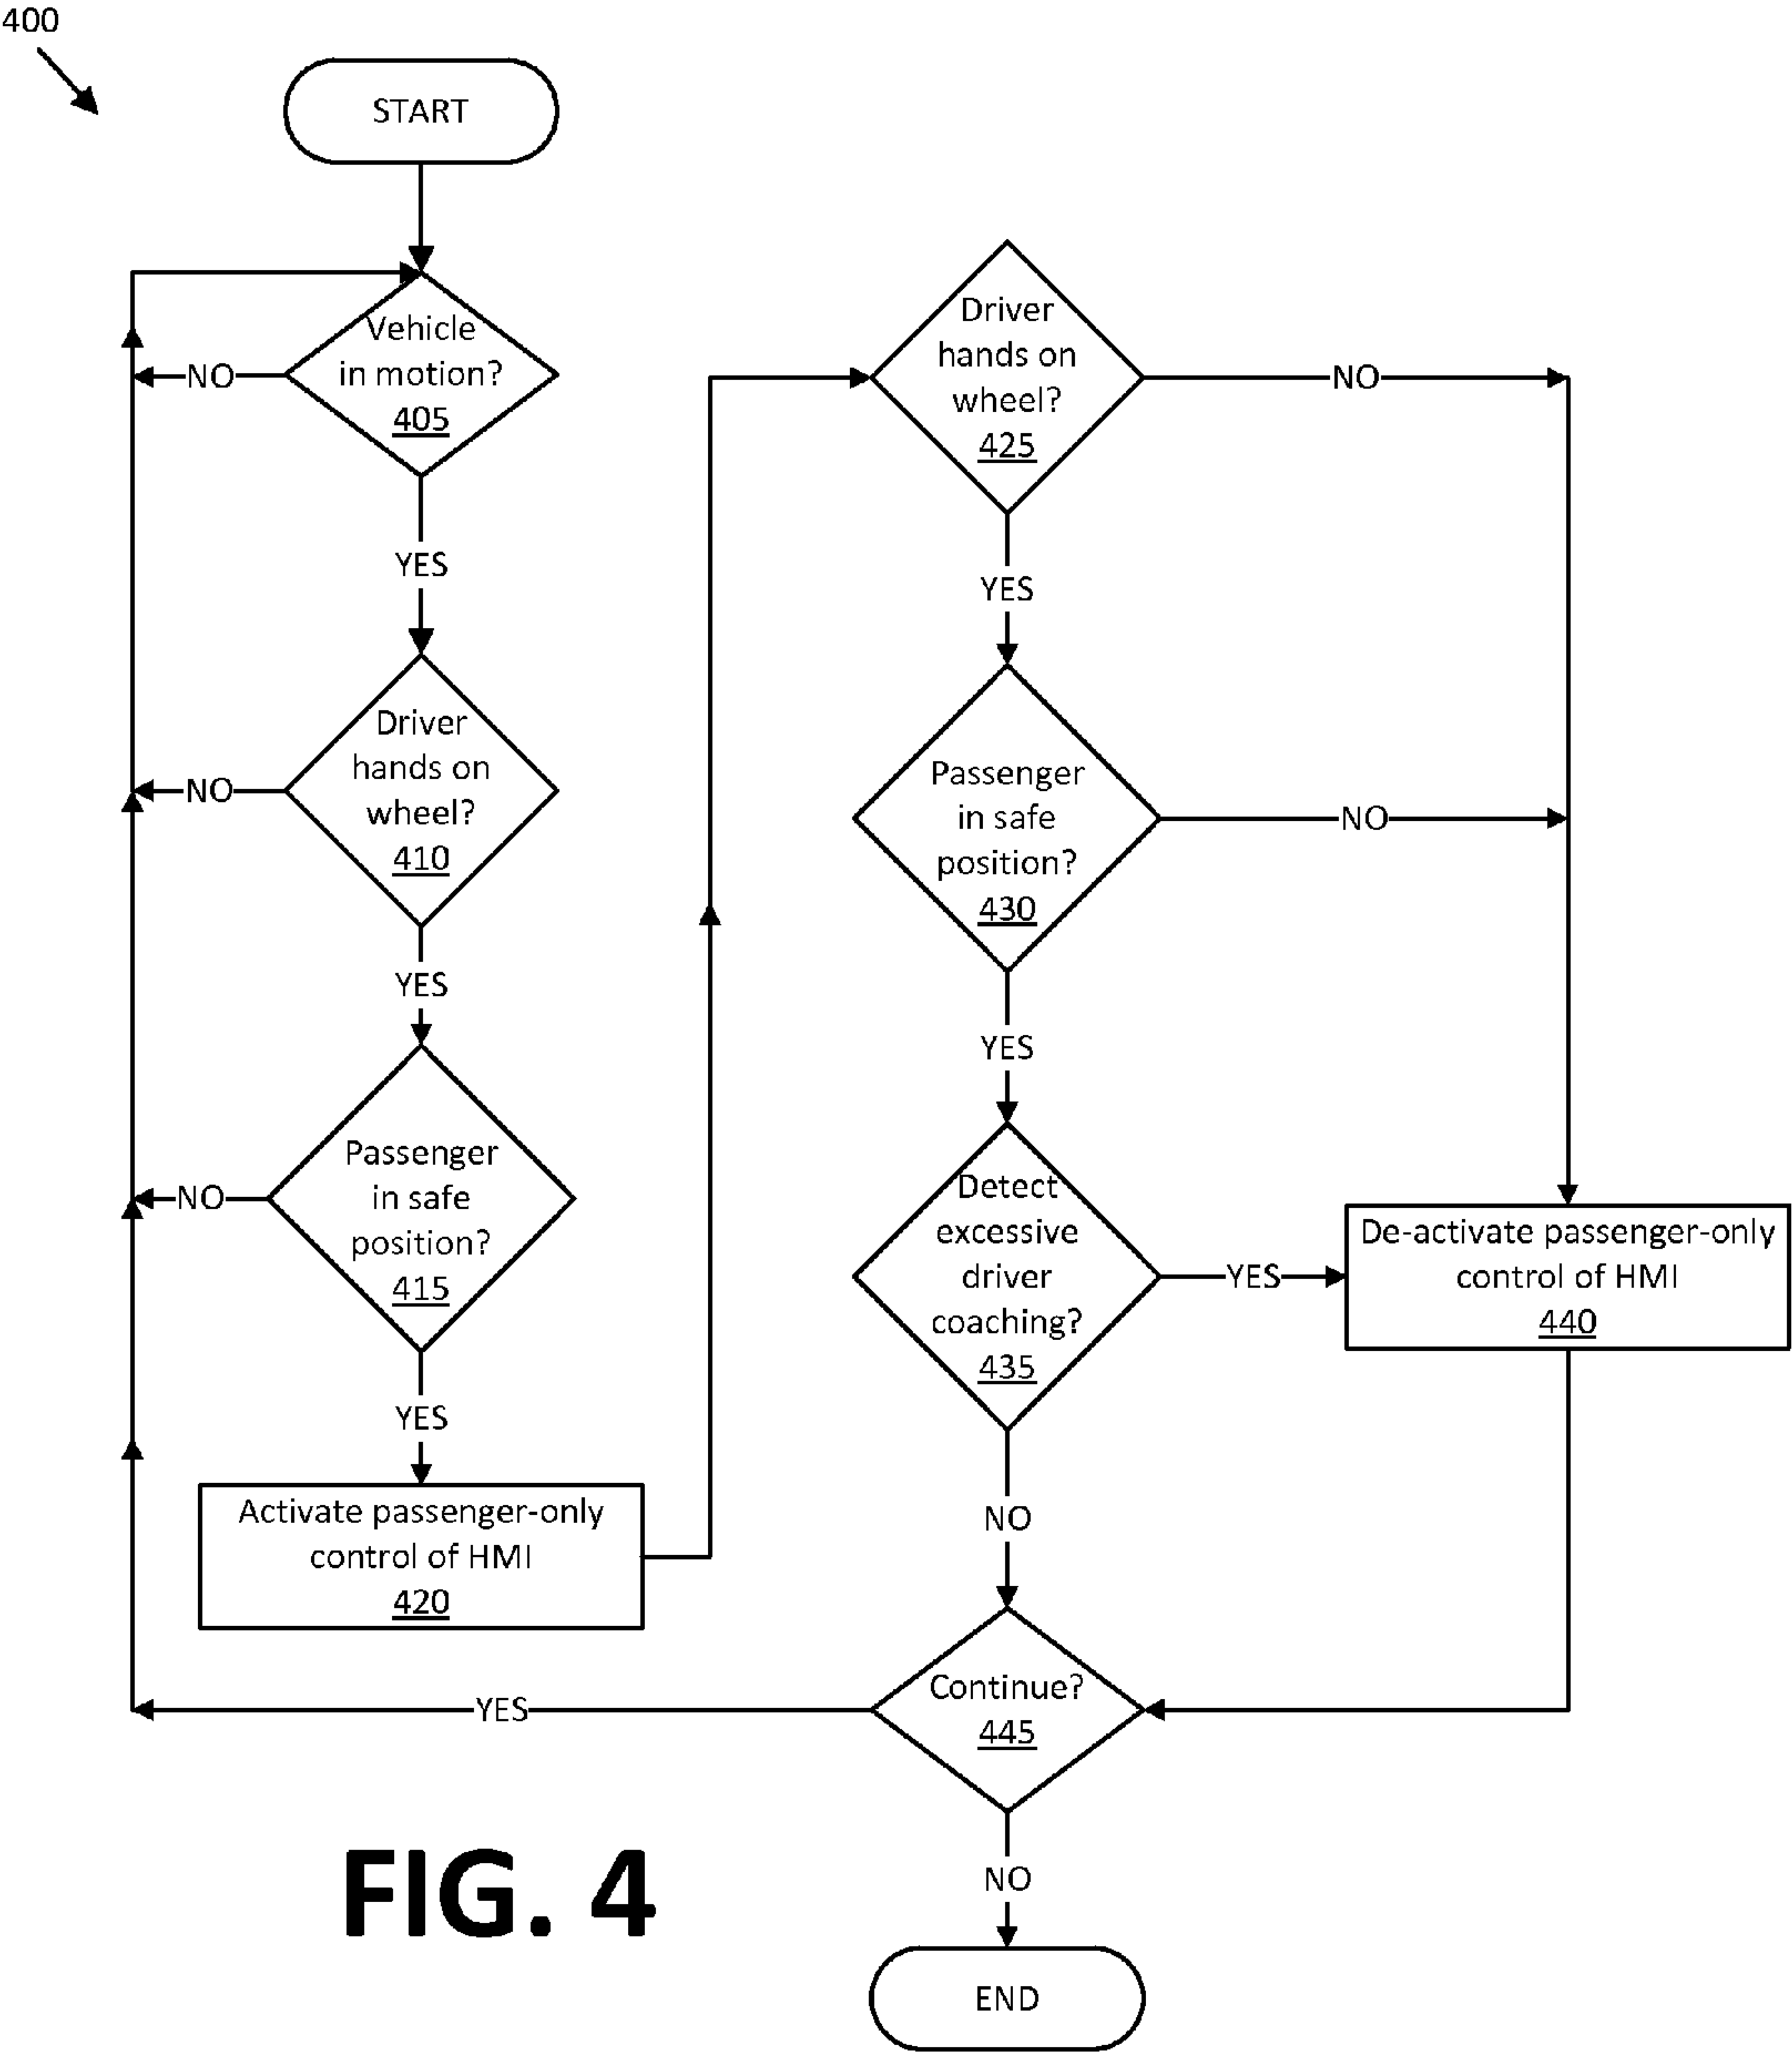 400
START
Vehicle
in motion?
405
NO
YES
Driver
hands on
wheel?
410
NO
YES
Passenger
in safe
position?
415
NO
YES
Activate passenger-only
control of HMI
420
Driver
hands on
wheel?
425
NO
YES
Passenger
in safe
position?
430
NO
YES
Detect
excessive
driver
coaching?
435
YES
De-activate passenger-only
control of HMI
440
NO
Continue?
445
YES
NO
END
FIG. 4